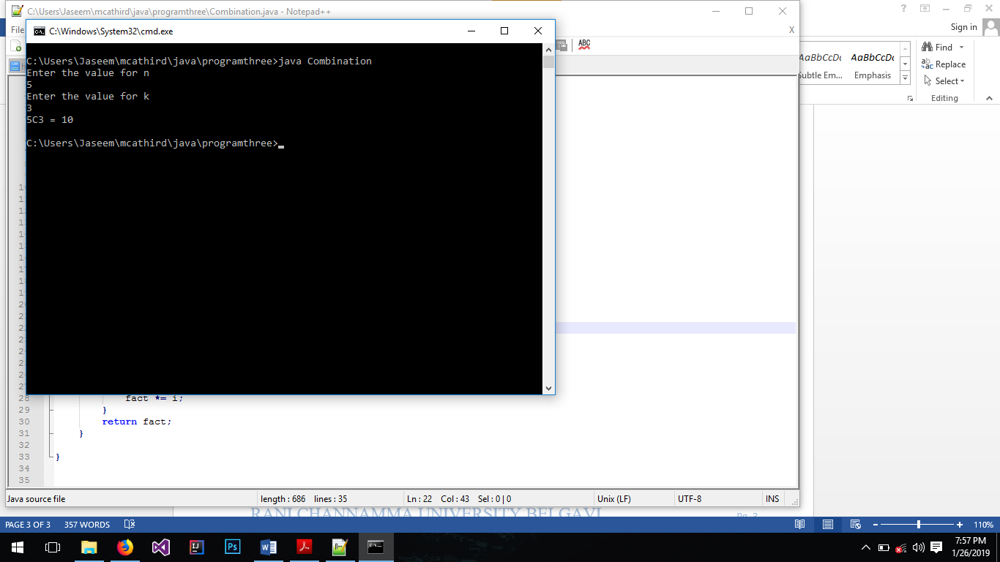 C:\Users\Jaseem\mcathird\java\programthree\Combination.java - Notepad++
Sign in
File
X
C:\Windows\System32\cmd.exe
C:\Users\Jaseem\mcathird\java\programthree>java Combination
Enter the value for n
5
Enter the value for k
3
5C3 = 10
C:\Users\Jaseem\mcathird\java\programthree>
ABC
AaBbCcDc AaBbCcDc
Subtle Em... Emphasis
Find
Replace
Select
Editing
28 fact *= i;
29 }
30 return fact;
31 }
32
33 }
34
35
Java source file length : 686 lines : 35 Ln : 22 Col : 43 Sel : 0 | 0 Unix (LF) UTF-8 INS
RANI CHANNAMMA UNIVERSITY BELGAVI Pg. 3
PAGE 3 OF 3 357 WORDS 110%
7:57 PM
1/26/2019